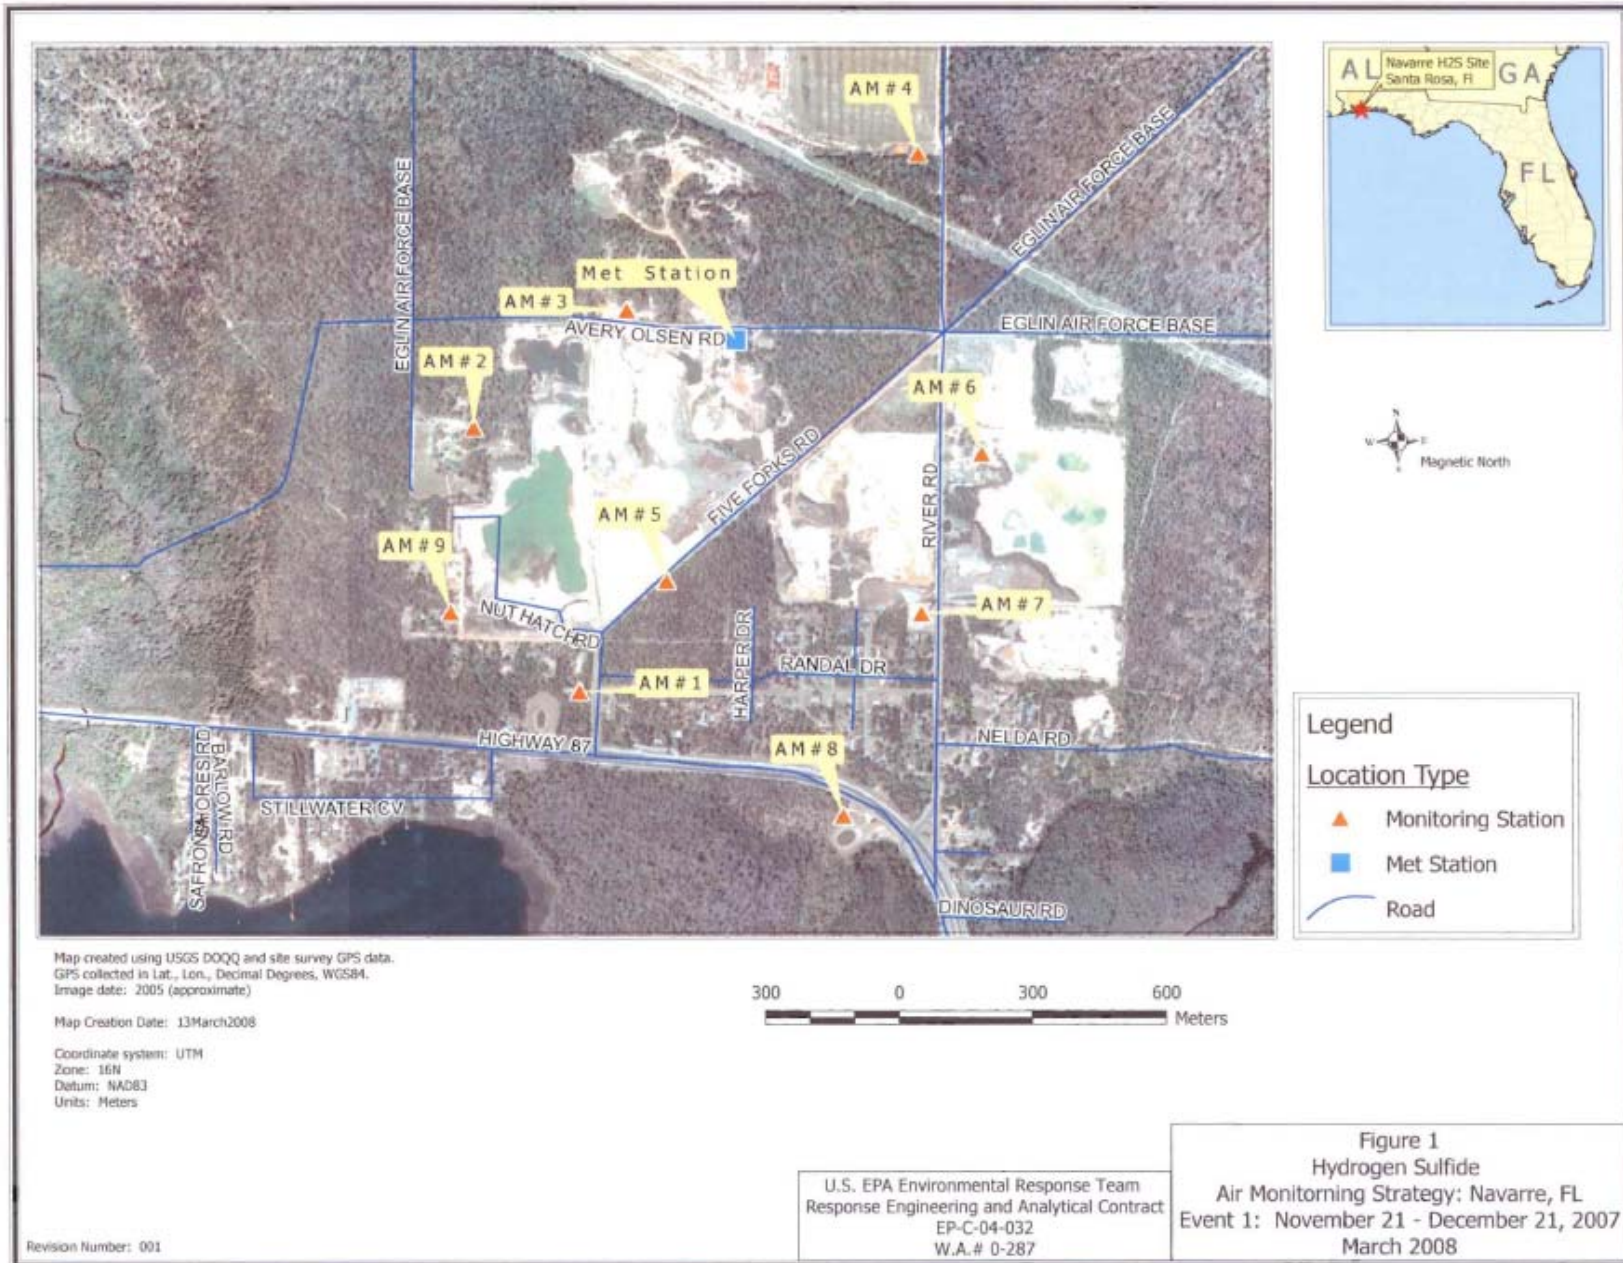 AM # 4
EGLIN AIR FORCE BASE
EGLIN AIR FORCE BASE
Met Station
AM # 3
AVERY OLSEN RD
EGLIN AIR FORCE BASE
AM # 2
AM # 6
FIVE FORKS RD
RIVER RD
AM # 5
AM # 9
NUT HATCH RD
AM # 7
HARPER DR
RANDAL DR
AM # 1
HIGHWAY 87
NELDA RD
AM # 8
BARLOW RD
STILLWATER CV
DINOSAUR RD
AL
GA
FL
Navarre H2S Site
Santa Rosa, Fl
N
W
E
S
Magnetic North
Legend
Location Type
Monitoring Station
Met Station
Road
Map created using USGS DOQQ and site survey GPS data.
GPS collected in Lat., Lon., Decimal Degrees, WGS84.
Image date: 2005 (approximate)
Map Creation Date: 13March2008
Coordinate system: UTM
Zone: 16N
Datum: NAD83
Units: Meters
300 0 300 600
Meters
Revision Number: 001
U.S. EPA Environmental Response Team
Response Engineering and Analytical Contract
EP-C-04-032
W.A.# 0-287
Figure 1
Hydrogen Sulfide
Air Monitorning Strategy: Navarre, FL
Event 1: November 21 - December 21, 2007
March 2008